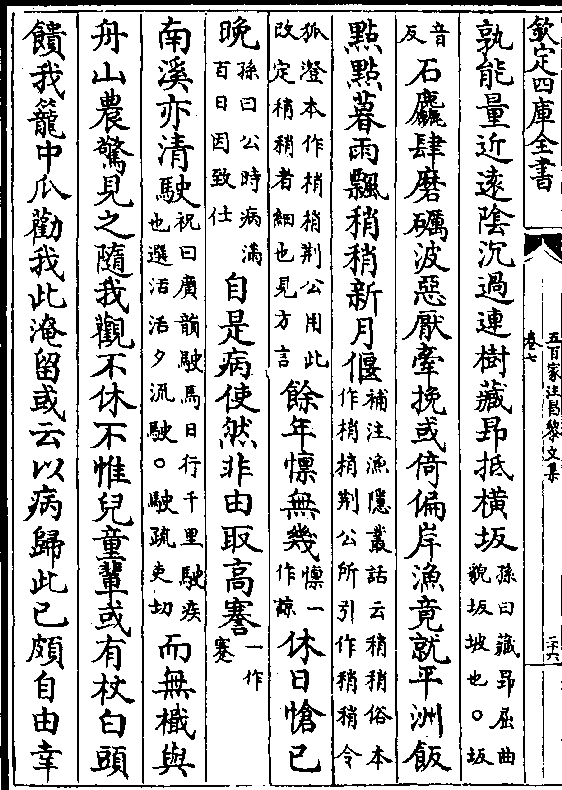 欽定四庫全書
五百家注昌黎文集
卷七
二十六
孰能量近遠陰沉過連樹藏昻抵橫坂孫曰藏昻屈曲貌坂坡也○坂
音反石麤肆磨礪波惡厭牽挽或倚偏岸漁竟就平洲飯
點點暮雨飄稍稍新月偃補注漁隱叢話云稍稍俗本作梢梢荆公所引作稍稍令
狐澄本作梢梢荆公用此改定稍稍者細也見方言餘年懍無幾懍一作諒休日愴已
晚孫曰公時病滿百日因致仕自是病使然非由取高謇一作蹇
南溪亦清駛祝曰廣韻駛馬日行千里駛疾也選活活夕流駛○駛疏吏切而無檝與
舟山農驚見之隨我觀不休不惟兒童輩或有杖白頭
饋我籠中瓜勸我此淹留或云以病歸此已頗自由幸